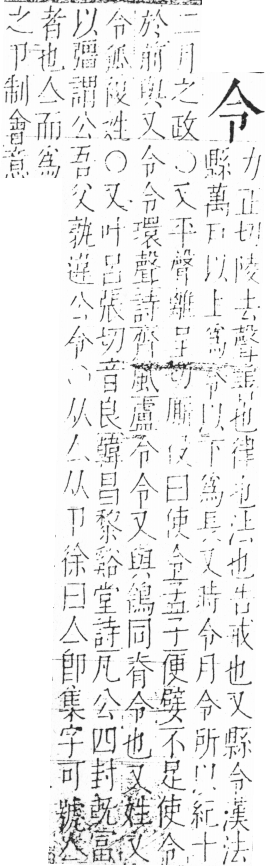 令
力正切陵去聲善也律也法也告戒也又縣令漢法
縣萬戶以上爲令以下爲長又時令月令所以紀十
二月之政○又平聲離呈切廝役曰使令孟子便嬖不足使令
於前與又令令環聲詩齊風盧令令又與鴒同脊令也又姓又
令狐複姓○又叶呂張切音良韓昌黎谿堂詩凡公四封旣富
以彊謂公吾父孰違公令○从亼从卩徐曰亼卽集字可號人
者也亼而爲
之卩制會意